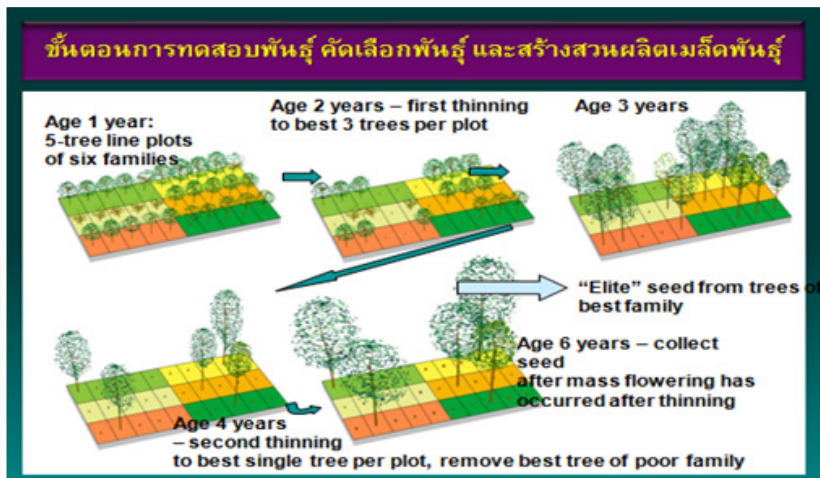 ขั้นตอนการทดสอบพันธุ์ คัดเลือกพันธุ์ และสร้างสวนผลิตเมล็ดพันธุ์
Age 1 year:
5-tree line plots
of six families
Age 2 years – first thinning
to best 3 trees per plot
Age 3 years
"Elite" seed from trees of
best family
Age 6 years – collect
seed
after mass flowering has
occurred after thinning
Age 4 years
– second thinning
to best single tree per plot, remove best tree of poor family